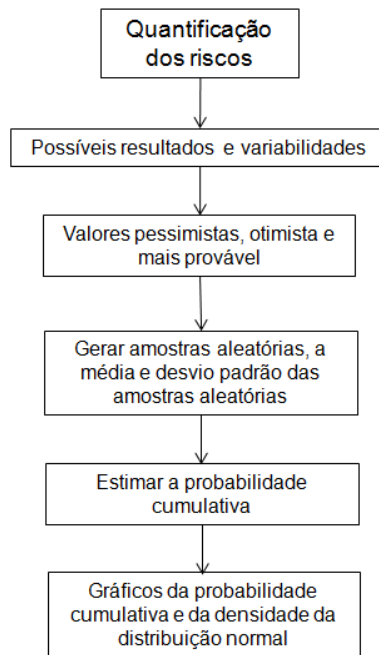 Quantificação
dos riscos
Possíveis resultados e variabilidades
Valores pessimistas, otimista e
mais provável
Gerar amostras aleatórias, a
média e desvio padrão das
amostras aleatórias
Estimar a probabilidade
cumulativa
Gráficos da probabilidade
cumulativa e da densidade da
distribuição normal